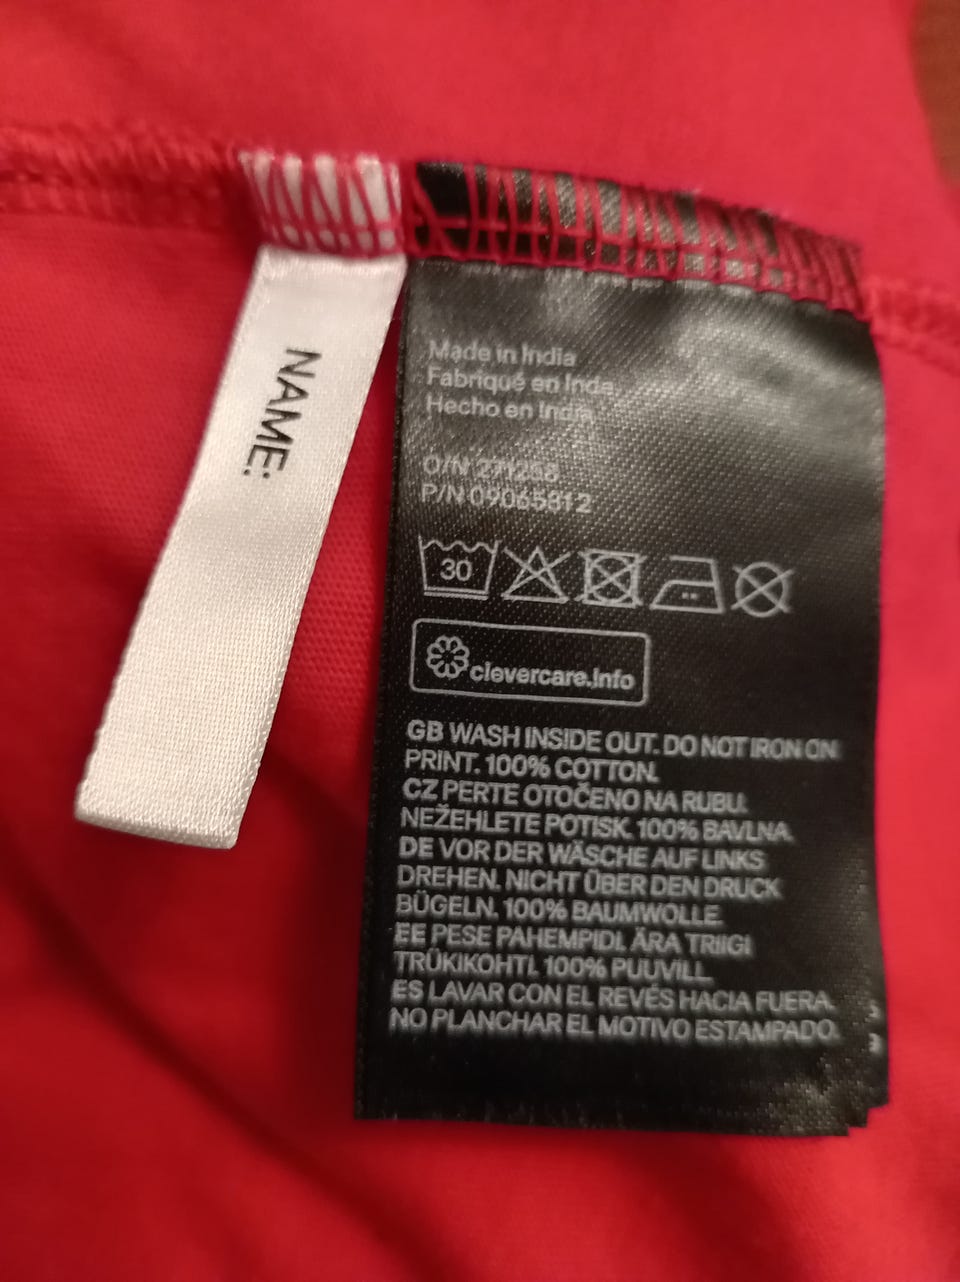 NAME:
Made in India
Fabriqué en Inde
Hecho en India
O/N 271258
P/N 09065812
30
clevercare.info
GB WASH INSIDE OUT. DO NOT IRON ON
PRINT. 100% COTTON.
CZ PERTE OTOČENO NA RUBU.
NEŽEHLETE POTISK. 100% BAVLNA.
DE VOR DER WÄSCHE AUF LINKS
DREHEN. NICHT ÜBER DEN DRUCK
BÜGELN. 100% BAUMWOLLE.
EE PESE PAHEMPIDI. ÄRA TRIIGI
TRÜKIKOHTI. 100% PUUVILL.
ES LAVAR CON EL REVÉS HACIA FUERA.
NO PLANCHAR EL MOTIVO ESTAMPADO.